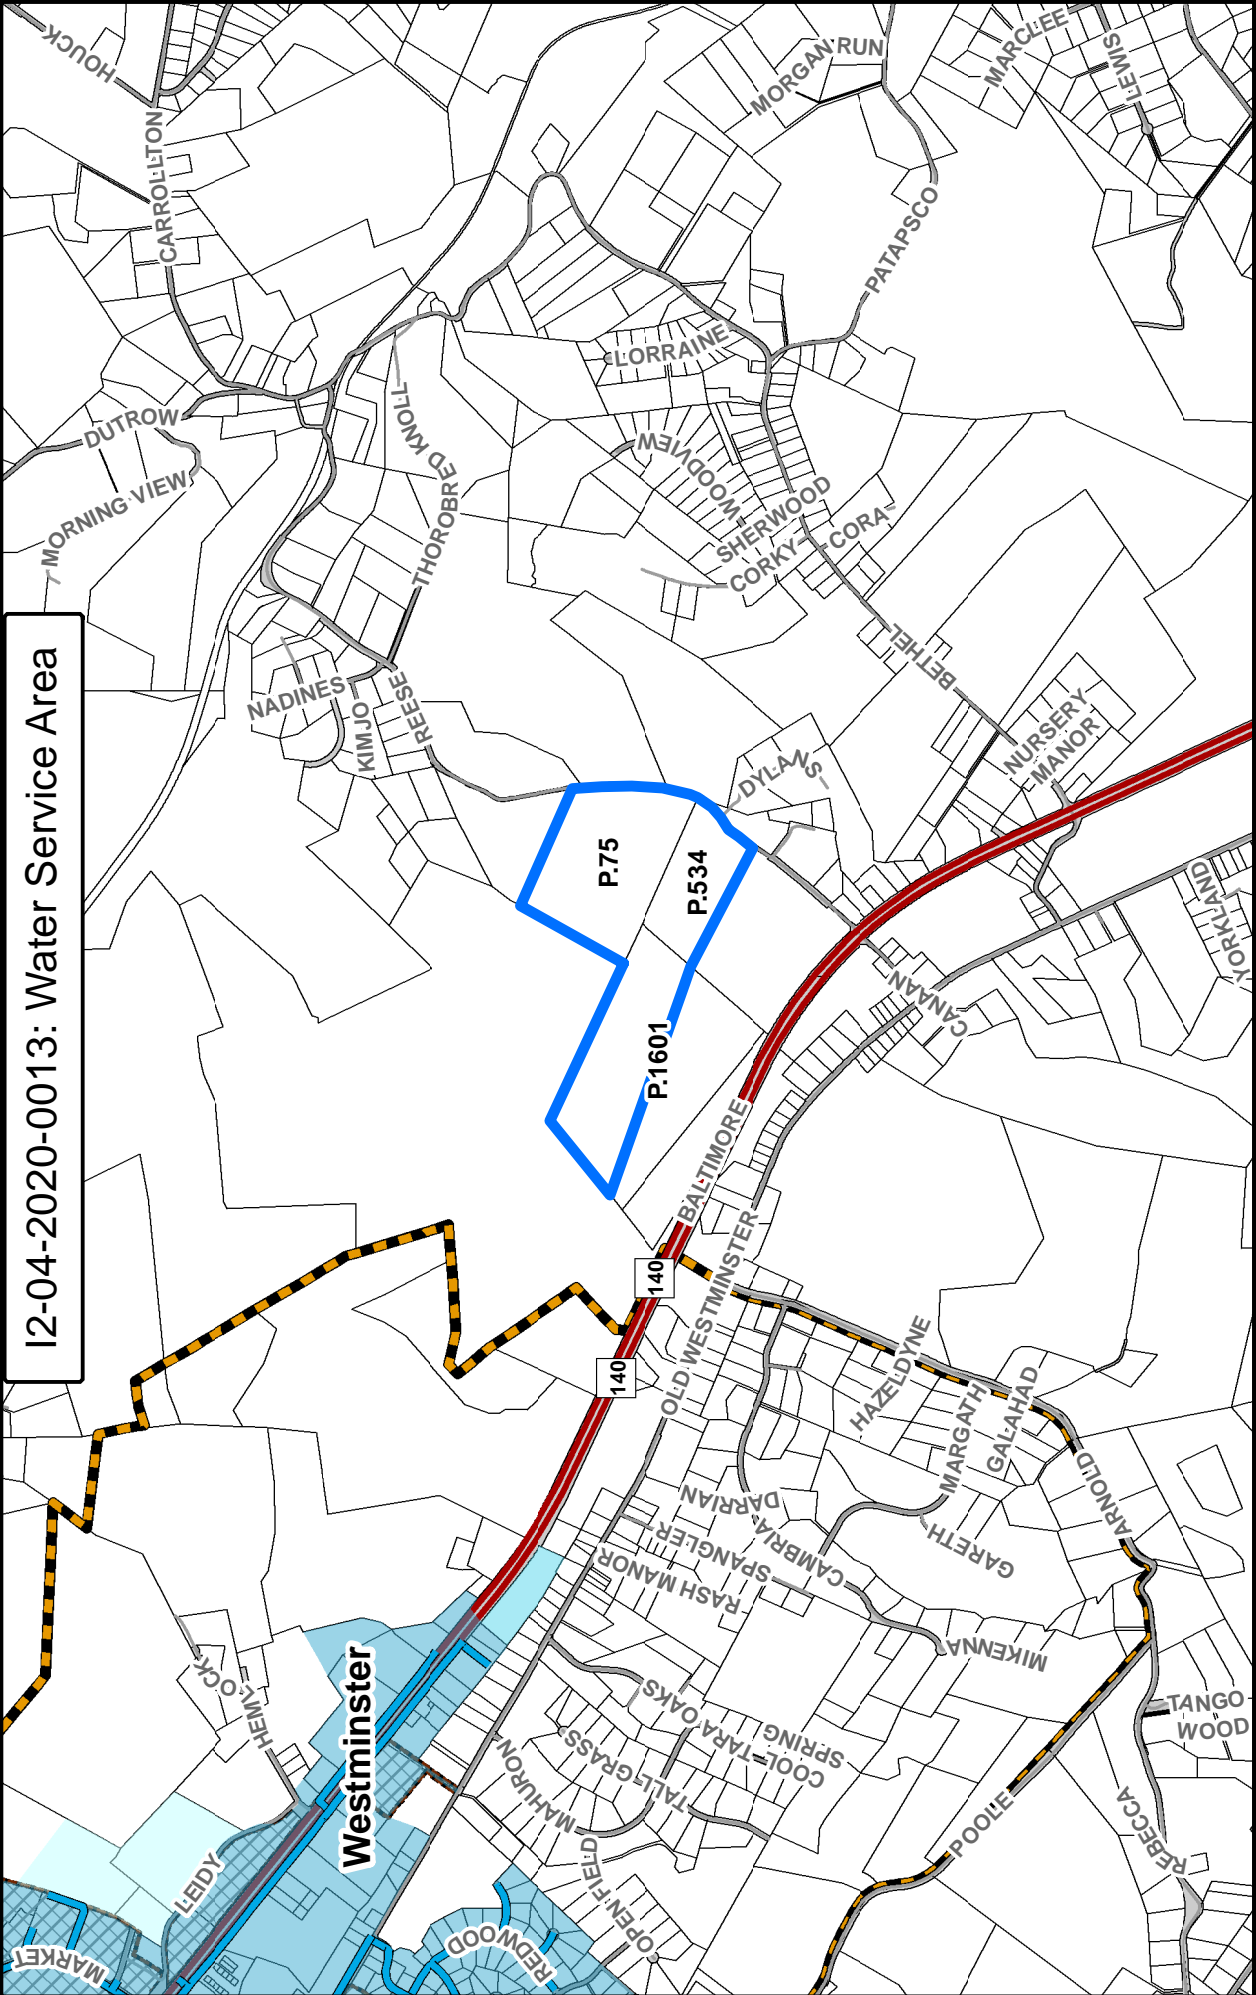 I2-04-2020-0013: Water Service Area
HOUCK
CARROLLTON
DUTROW
MORNING VIEW
THOROBRED KNOLL
NADINES
KIMJO
REESE
MORGAN RUN
MARCLEE
LEWIS
PATAPSCO
LORRAINE
WOODVIEW
SHERWOOD
CORKY
CORA
BETHEL
NURSERY
MANOR
DYLANS
P.75
P.534
P.1601
CANAAN
YORKLAND
BALTIMORE
140
140
OLD WESTMINSTER
HAZELDYNE
MARGATH
GALAHAD
ARNOLD
DARRIAN
CAMBRIA
GARETH
SPANGLER
RASH MANOR
MIKENNA
HEMLOCK
Westminster
LEIDY
MARKET
MAHURON
TARA OAKS
COOL
SPRING
TALL GRASS
OPEN FIELD
REDWOOD
POOLE
TANGO
WOOD
REBECCA